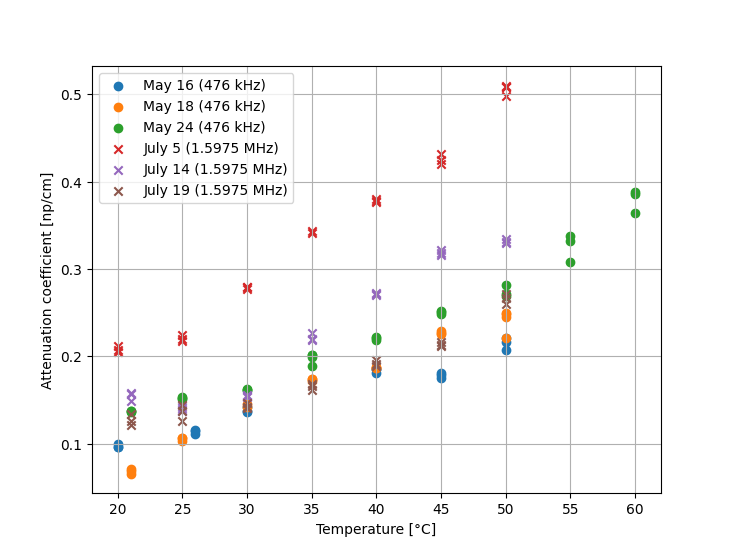 May 16 (476 kHz)
May 18 (476 kHz)
May 24 (476 kHz)
July 5 (1.5975 MHz)
July 14 (1.5975 MHz)
July 19 (1.5975 MHz)
Attenuation coefficient [np/cm]
0.5
0.4
0.3
0.2
0.1
20 25 30 35 40 45 50 55 60
Temperature [°C]